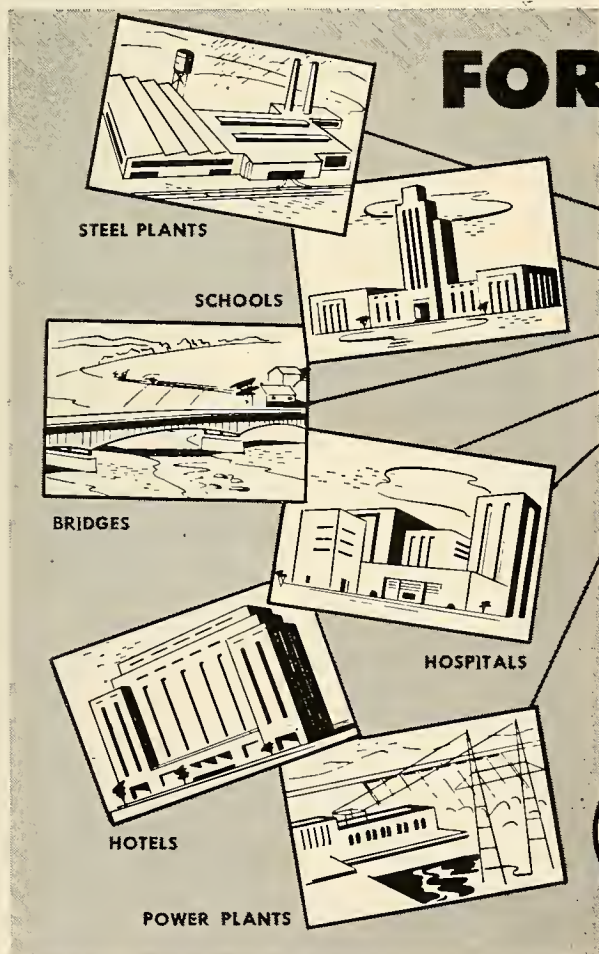 FOR
STEEL PLANTS
SCHOOLS
BRIDGES
HOSPITALS
HOTELS
POWER PLANTS